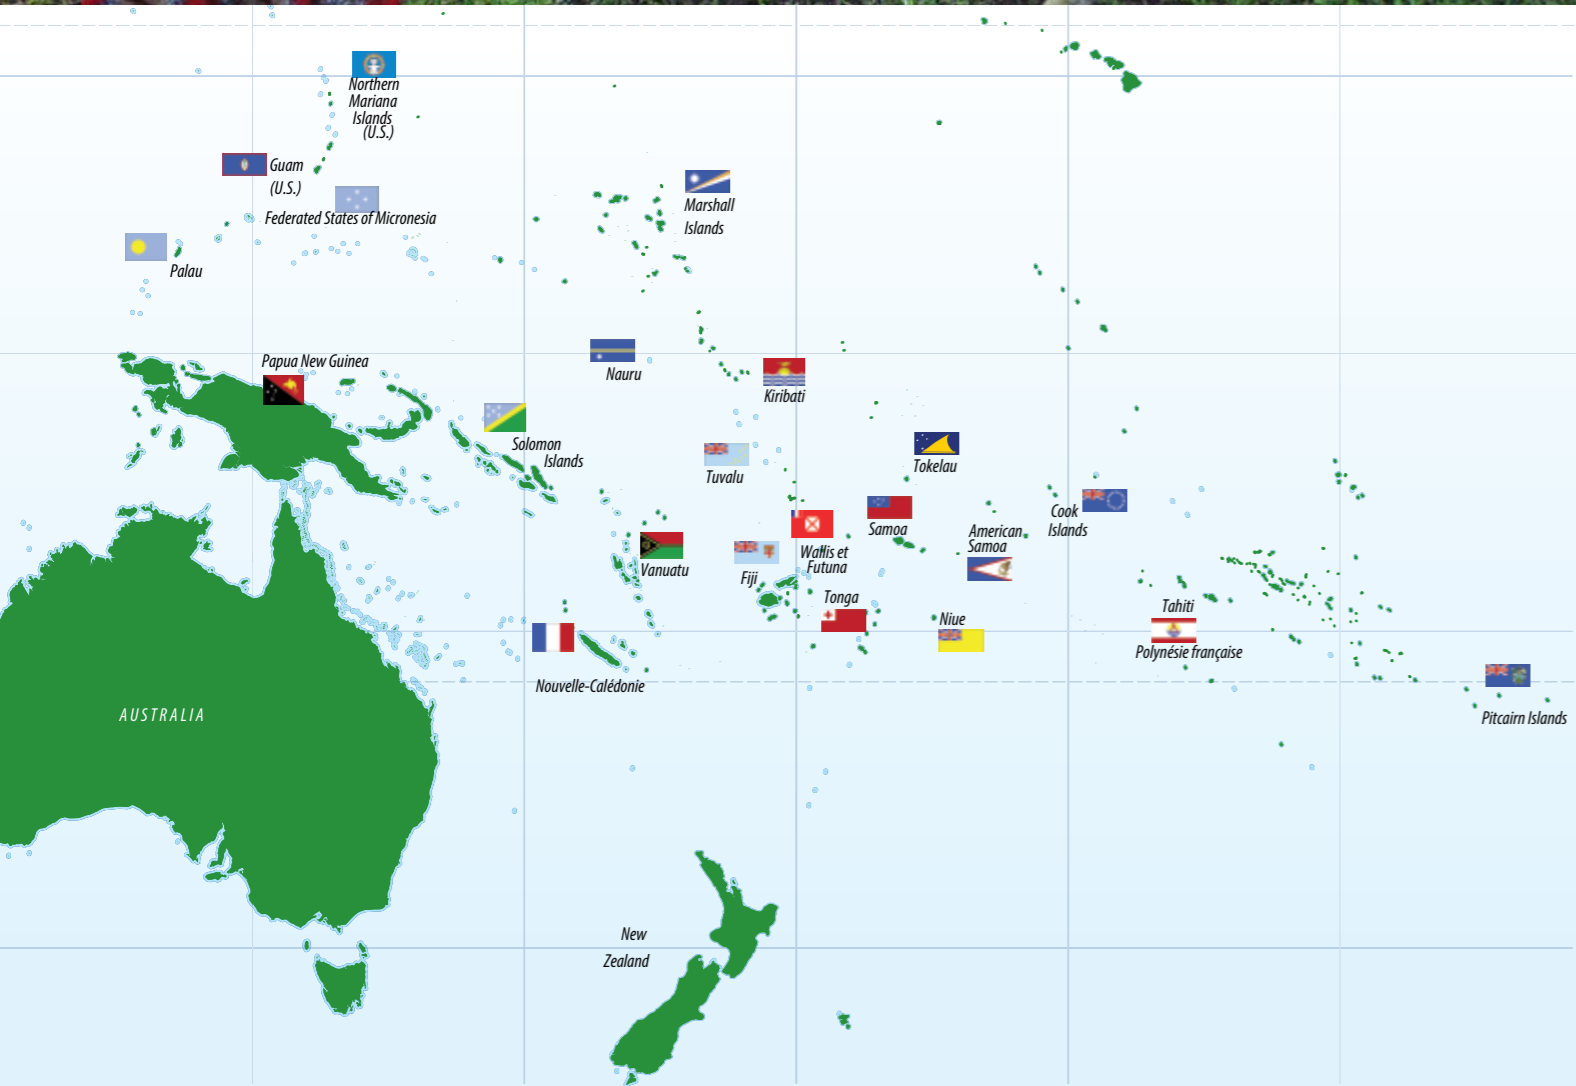 Northern
Mariana
Islands
(U.S.)
Guam
(U.S.)
Federated States of Micronesia
Marshall
Islands
Palau
Papua New Guinea
Nauru
Kiribati
Solomon
Islands
Tuvalu
Tokelau
Samoa
Cook
Islands
American
Samoa
Wallis et
Futuna
Vanuatu
Fiji
Tonga
Niue
Tahiti
Polynésie française
Nouvelle-Calédonie
Pitcairn Islands
AUSTRALIA
New
Zealand